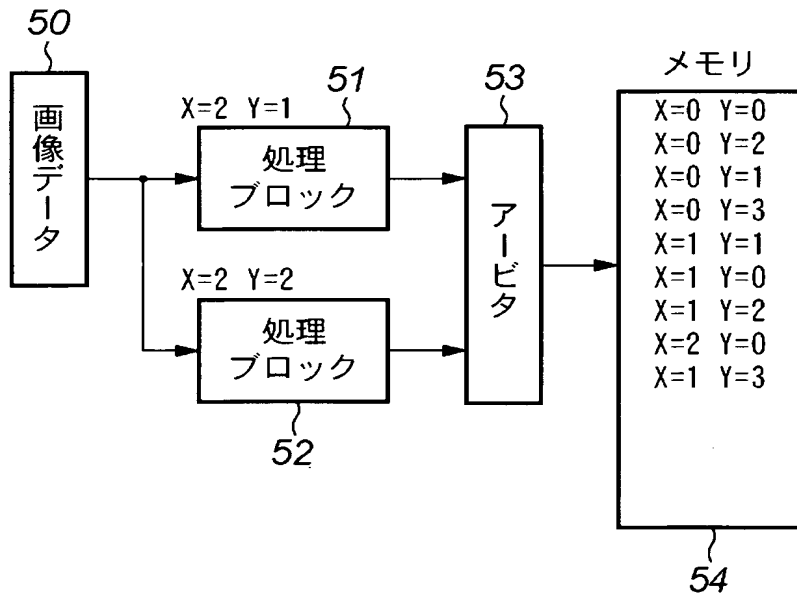 50
画像データ
X=2 Y=1
51
処理
ブロック
X=2 Y=2
処理
ブロック
52
53
アービタ
メモリ
X=0 Y=0
X=0 Y=2
X=0 Y=1
X=0 Y=3
X=1 Y=1
X=1 Y=0
X=1 Y=2
X=2 Y=0
X=1 Y=3
54